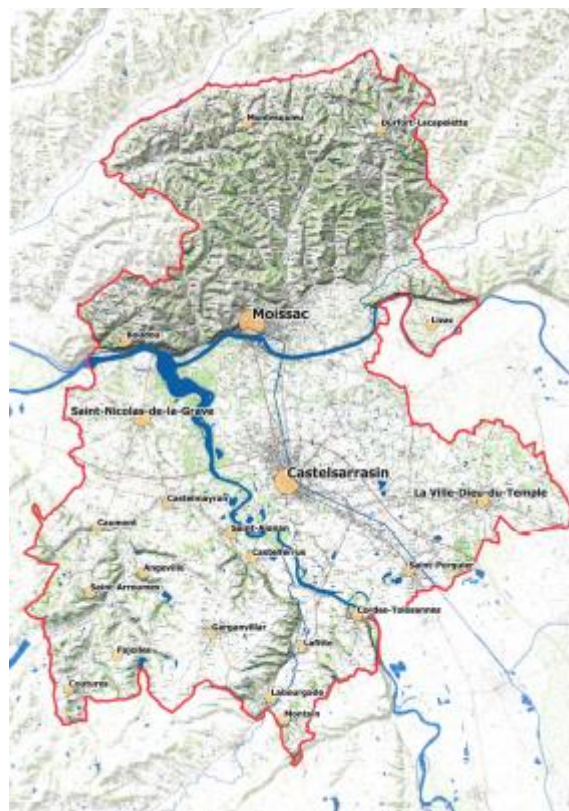 Montesquieu
Durfort-Lacapelette
Lizac
Moissac
Boudou
Saint-Nicolas-de-la-Grave
Castelsarrasin
La Ville-Dieu-du-Temple
Castelmayran
Caumont
Saint-Aignan
Castelferrus
Angeville
Saint-Porquier
Saint-Arroumex
Cordes-Tolosannes
Garganvillar
Lafitte
Fajolles
Coutures
Labourgade
Montain